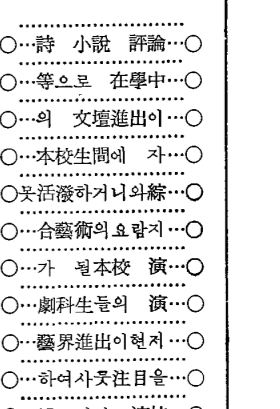 ○…詩 小說 評論…○
○…等으로 在學中…○
○…의 文壇進出이…○
○…本校生間에 자…○
○못活潑하거니와綜…○
○…合藝術의요람지…○
○…가 될本校 演…○
○…劇科生들의 演…○
○…藝界進出이현저…○
○…하여사뭇注目을…○